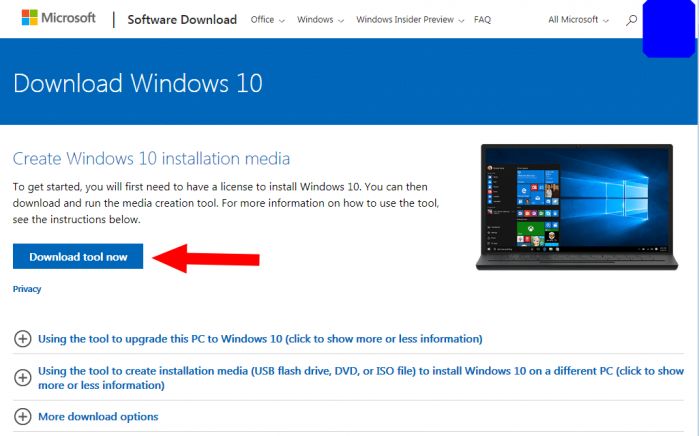 Microsoft Software Download Office Windows Windows Insider Preview FAQ All Microsoft
Download Windows 10
Create Windows 10 installation media
To get started, you will first need to have a license to install Windows 10. You can then
download and run the media creation tool. For more information on how to use the tool,
see the instructions below.
Download tool now
Privacy
Using the tool to upgrade this PC to Windows 10 (click to show more or less information)
Using the tool to create installation media (USB flash drive, DVD, or ISO file) to install Windows 10 on a different PC (click to show
more or less information)
More download options